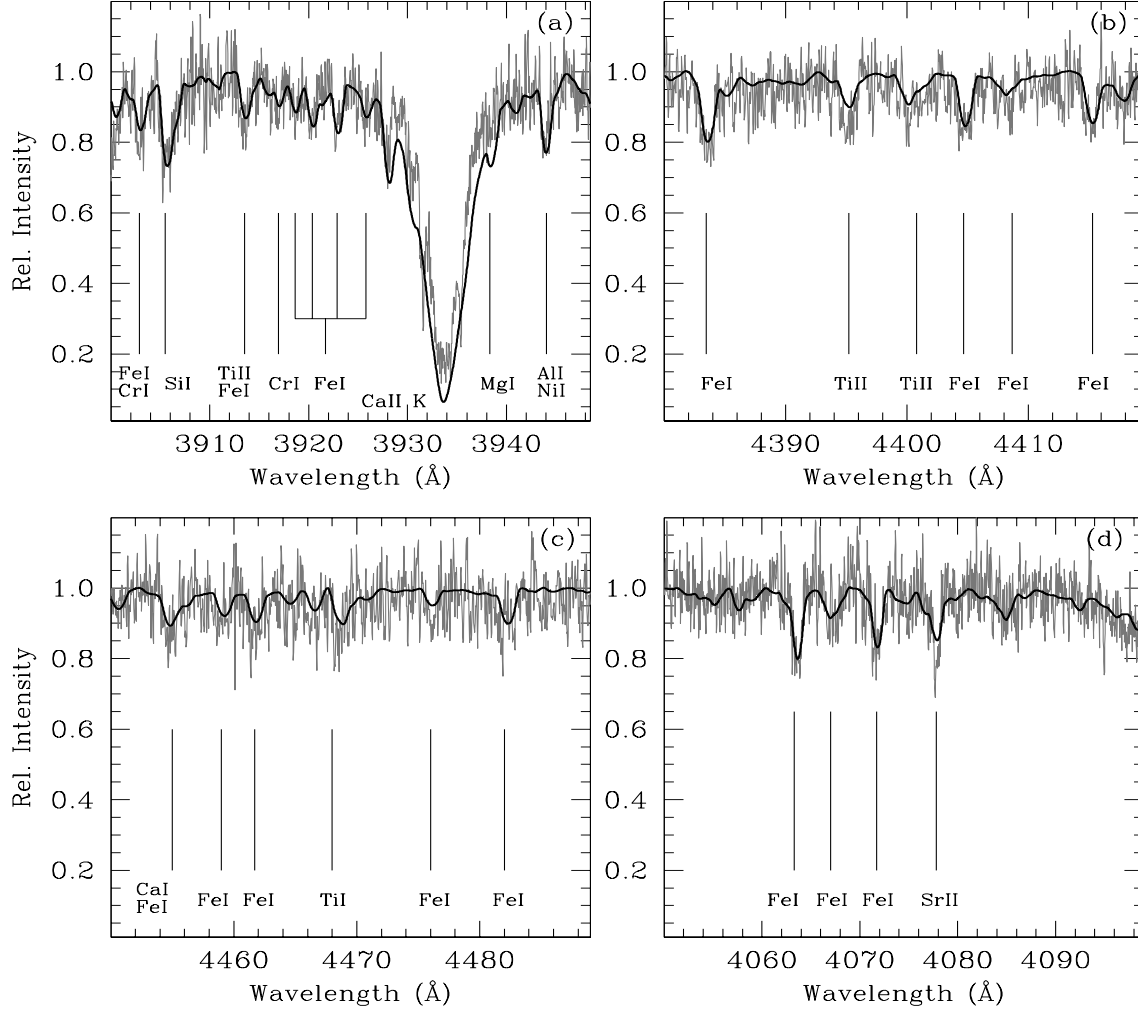 (a)
1.0
0.8
0.6
0.4
0.2
Rel. Intensity
FeI
CrI
SiI
TiII
FeI
CrI
FeI
CaII K
MgI
AlI
NiI
3910 3920 3930 3940
Wavelength (Å)
(b)
1.0
0.8
0.6
0.4
0.2
FeI TiII TiII FeI FeI FeI
4390 4400 4410
Wavelength (Å)
(c)
1.0
0.8
0.6
0.4
0.2
Rel. Intensity
CaI
FeI
FeI FeI TiI FeI FeI
4460 4470 4480
Wavelength (Å)
(d)
1.0
0.8
0.6
0.4
0.2
FeI FeI FeI SrII
4060 4070 4080 4090
Wavelength (Å)